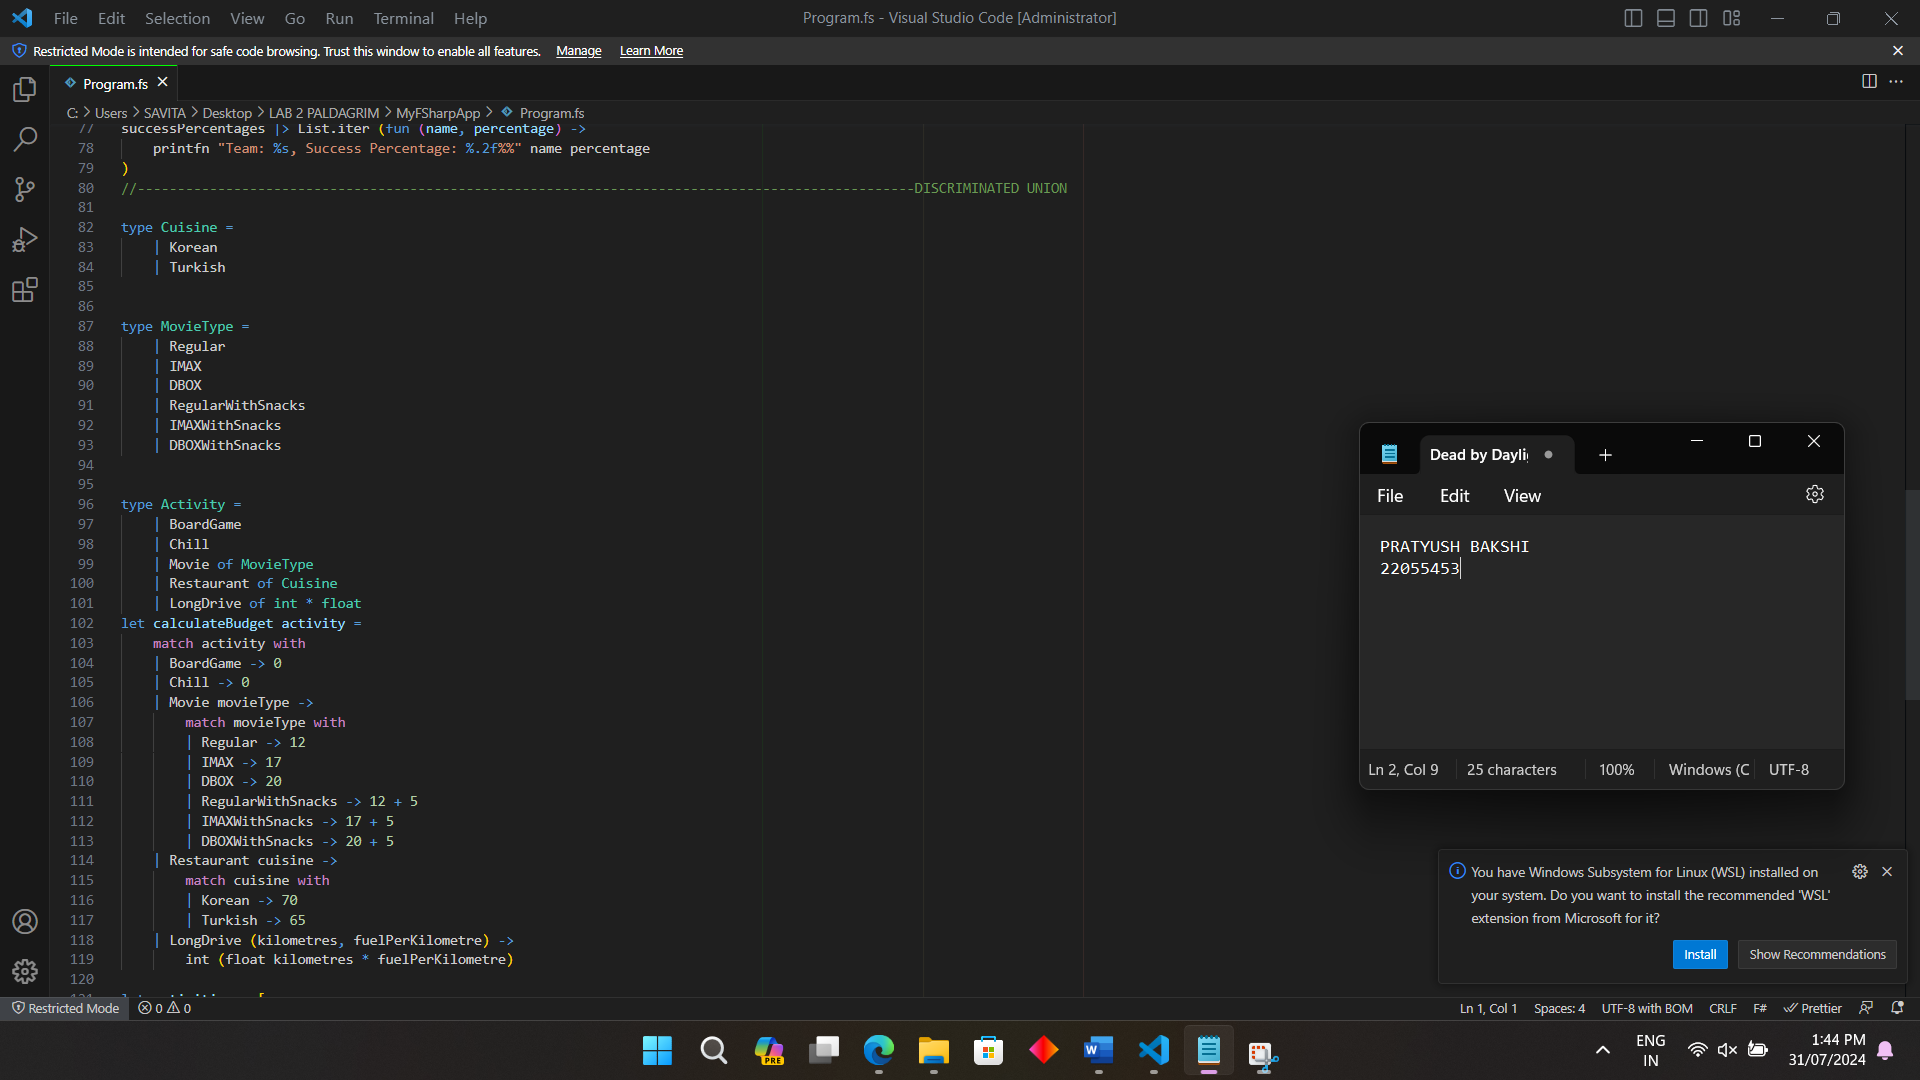 File Edit Selection View Go Run Terminal Help
Program.fs - Visual Studio Code [Administrator]
Restricted Mode is intended for safe code browsing. Trust this window to enable all features. Manage Learn More
Program.fs
C: > Users > SAVITA > Desktop > LAB 2 PALDAGRIM > MyFSharpApp > Program.fs
77 successPercentages |> List.iter (fun (name, percentage) ->
78 printfn "Team: %s, Success Percentage: %.2f%%" name percentage
79 )
80 //-------------------------------------------------------------------------------------------------DISCRIMINATED UNION
81
82 type Cuisine =
83 | Korean
84 | Turkish
85
86
87 type MovieType =
88 | Regular
89 | IMAX
90 | DBOX
91 | RegularWithSnacks
92 | IMAXWithSnacks
93 | DBOXWithSnacks
94
95
96 type Activity =
97 | BoardGame
98 | Chill
99 | Movie of MovieType
100 | Restaurant of Cuisine
101 | LongDrive of int * float
102 let calculateBudget activity =
103 match activity with
104 | BoardGame -> 0
105 | Chill -> 0
106 | Movie movieType ->
107 match movieType with
108 | Regular -> 12
109 | IMAX -> 17
110 | DBOX -> 20
111 | RegularWithSnacks -> 12 + 5
112 | IMAXWithSnacks -> 17 + 5
113 | DBOXWithSnacks -> 20 + 5
114 | Restaurant cuisine ->
115 match cuisine with
116 | Korean -> 70
117 | Turkish -> 65
118 | LongDrive (kilometres, fuelPerKilometre) ->
119 int (float kilometres * fuelPerKilometre)
120
Dead by Dayli
File Edit View
PRATYUSH BAKSHI
22055453
Ln 2, Col 9 25 characters 100% Windows (C UTF-8
You have Windows Subsystem for Linux (WSL) installed on
your system. Do you want to install the recommended 'WSL'
extension from Microsoft for it?
Install Show Recommendations
Restricted Mode 0 0
Ln 1, Col 1 Spaces: 4 UTF-8 with BOM CRLF F# Prettier
PRE
W
ENG
IN
1:44 PM
31/07/2024